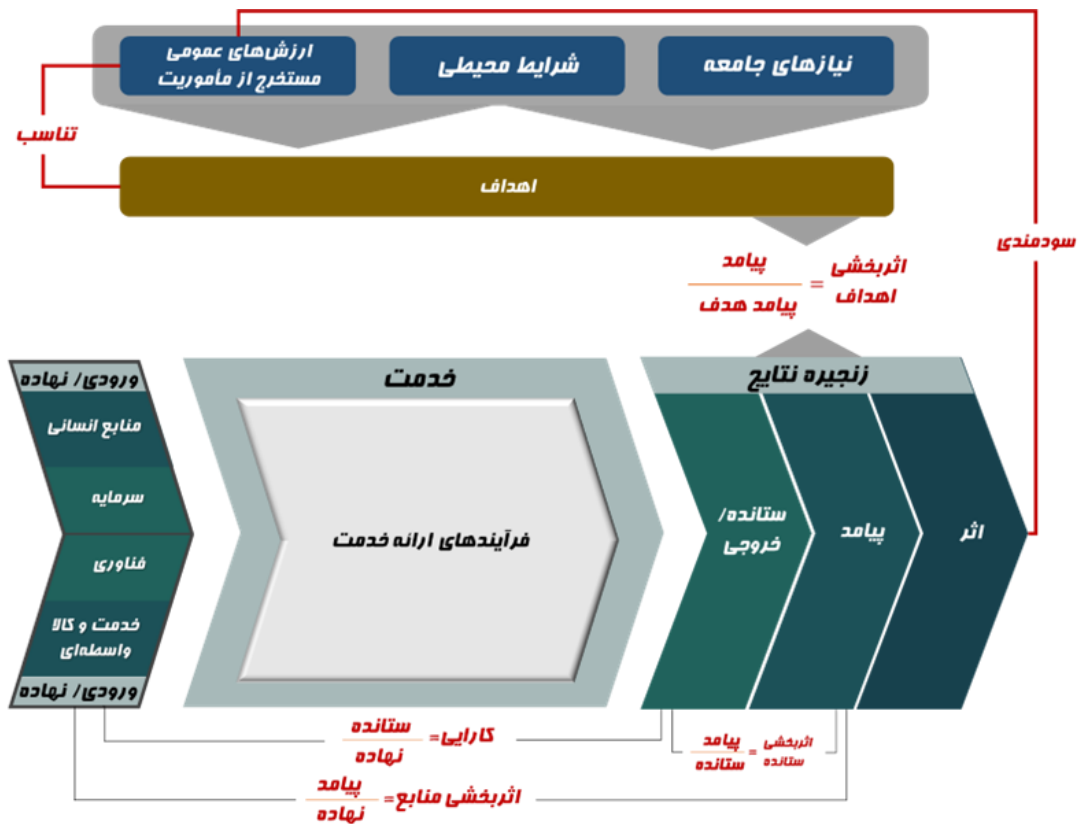 نیازهای جامعه
شرایط محیطی
ارزش‌های عمومی
مستخرج از مأموریت
تناسب
اهداف
سودمندی
اثربخشی اهداف = پیامد / پیامد هدف
زنجیره نتایج
خدمت
ورودی/ نهاده
منابع انسانی
سرمایه
فناوری
خدمت و کالا
واسطه‌ای
ورودی/ نهاده
فرآیندهای ارائه خدمت
ستانده/
خروجی
پیامد
اثر
کارایی= ستانده / نهاده
اثربخشی ستانده = پیامد / ستانده
اثربخشی منابع= پیامد / نهاده